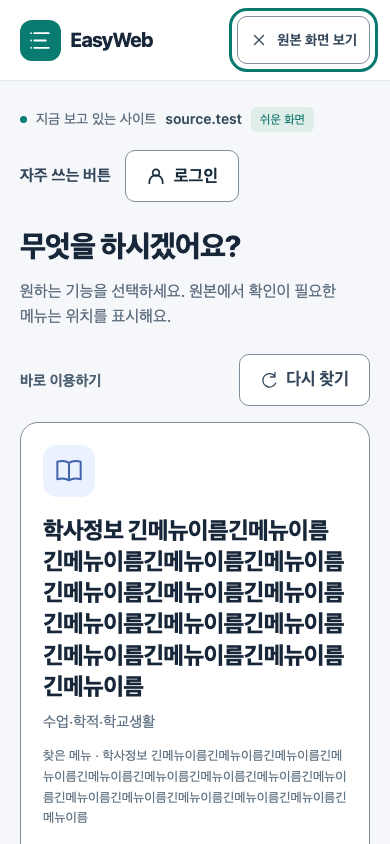 EasyWeb
원본 화면 보기
지금 보고 있는 사이트 source.test 쉬운 화면
자주 쓰는 버튼 로그인
무엇을 하시겠어요?
원하는 기능을 선택하세요. 원본에서 확인이 필요한
메뉴는 위치를 표시해요.
바로 이용하기 다시 찾기
학사정보 긴메뉴이름긴메뉴이름
긴메뉴이름긴메뉴이름긴메뉴이름
긴메뉴이름긴메뉴이름긴메뉴이름
긴메뉴이름긴메뉴이름긴메뉴이름
긴메뉴이름긴메뉴이름긴메뉴이름
긴메뉴이름
수업·학적·학교생활
찾은 메뉴 · 학사정보 긴메뉴이름긴메뉴이름긴메뉴이름긴메
뉴이름긴메뉴이름긴메뉴이름긴메뉴이름긴메뉴이름긴메뉴이
름긴메뉴이름긴메뉴이름긴메뉴이름긴메뉴이름긴메뉴이름긴
메뉴이름